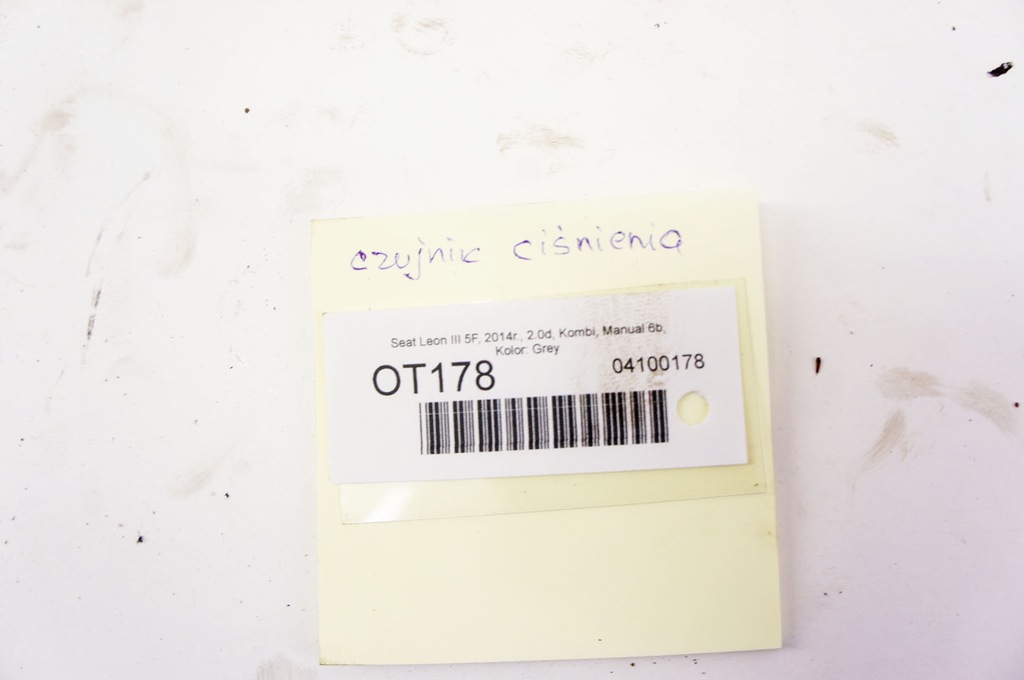 czujnik ciśnienia
Seat Leon III 5F, 2014r., 2.0d, Kombi, Manual 6b,
Kolor: Grey
OT178 04100178